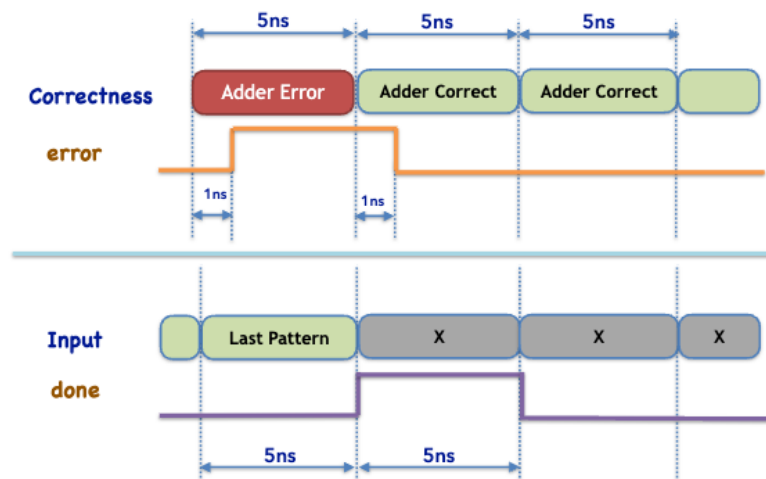 5ns 5ns 5ns
Correctness Adder Error Adder Correct Adder Correct
error
1ns 1ns
Input Last Pattern X X X
done
5ns 5ns